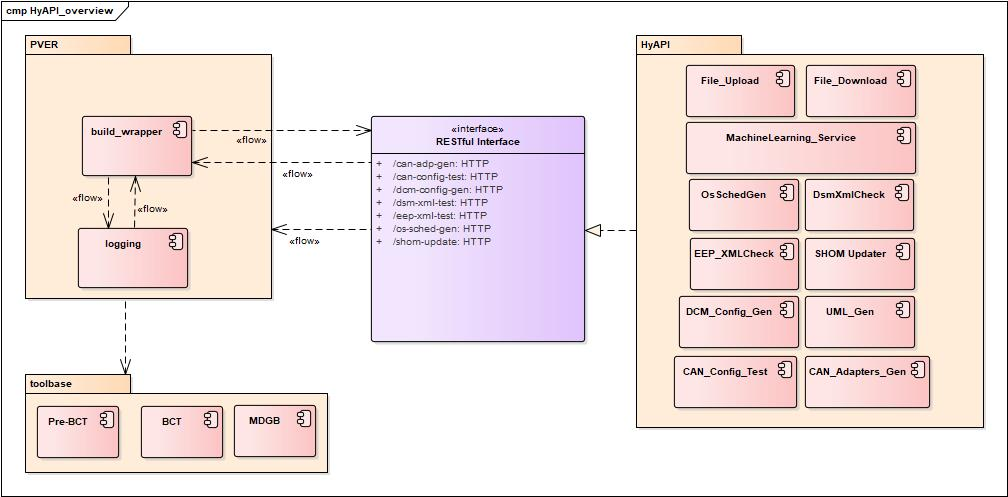 cmp HyAPI_overview
PVER
build_wrapper
«flow»
«flow»
logging
«flow»
«flow»
«flow»
«interface»
RESTful Interface
+ /can-adp-gen: HTTP
+ /can-config-test: HTTP
+ /dcm-config-gen: HTTP
+ /dsm-xml-test: HTTP
+ /eep-xml-test: HTTP
+ /os-sched-gen: HTTP
+ /shom-update: HTTP
HyAPI
File_Upload
File_Download
MachineLearning_Service
OsSchedGen
DsmXmlCheck
EEP_XMLCheck
SHOM Updater
DCM_Config_Gen
UML_Gen
CAN_Config_Test
CAN_Adapters_Gen
toolbase
Pre-BCT
BCT
MDGB